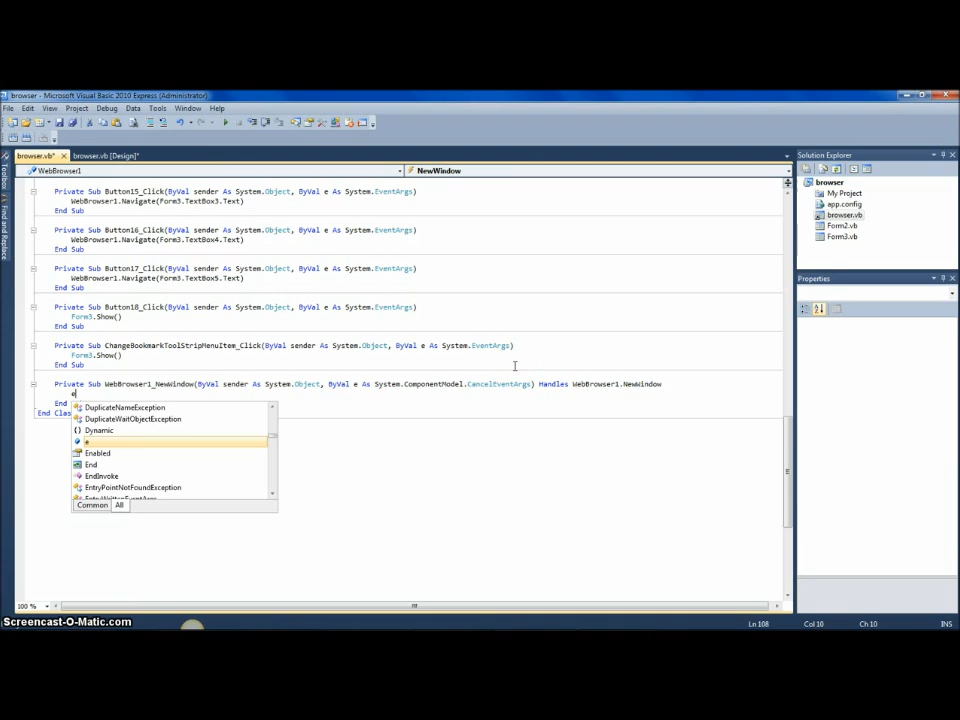 browser - Microsoft Visual Basic 2010 Express (Administrator)
File Edit View Project Debug Data Tools Window Help
browser.vb* browser.vb [Design]*
WebBrowser1 NewWindow
Private Sub Button15_Click(ByVal sender As System.Object, ByVal e As System.EventArgs)
WebBrowser1.Navigate(Form3.TextBox3.Text)
End Sub
Private Sub Button16_Click(ByVal sender As System.Object, ByVal e As System.EventArgs)
WebBrowser1.Navigate(Form3.TextBox4.Text)
End Sub
Private Sub Button17_Click(ByVal sender As System.Object, ByVal e As System.EventArgs)
WebBrowser1.Navigate(Form3.TextBox5.Text)
End Sub
Private Sub Button18_Click(ByVal sender As System.Object, ByVal e As System.EventArgs)
Form3.Show()
End Sub
Private Sub ChangeBookmarkToolStripMenuItem_Click(ByVal sender As System.Object, ByVal e As System.EventArgs)
Form3.Show()
End Sub
Private Sub WebBrowser1_NewWindow(ByVal sender As System.Object, ByVal e As System.ComponentModel.CancelEventArgs) Handles WebBrowser1.NewWindow
e
End
End Clas
DuplicateNameException
DuplicateWaitObjectException
{} Dynamic
e
Enabled
End
EndInvoke
EntryPointNotFoundException
EntryWrittenEventArgs
Common All
Toolbox
Find and Replace
Solution Explorer
browser
My Project
app.config
browser.vb
Form2.vb
Form3.vb
Properties
100 %
Screencast-O-Matic.com
Ln 108 Col 10 Ch 10 INS